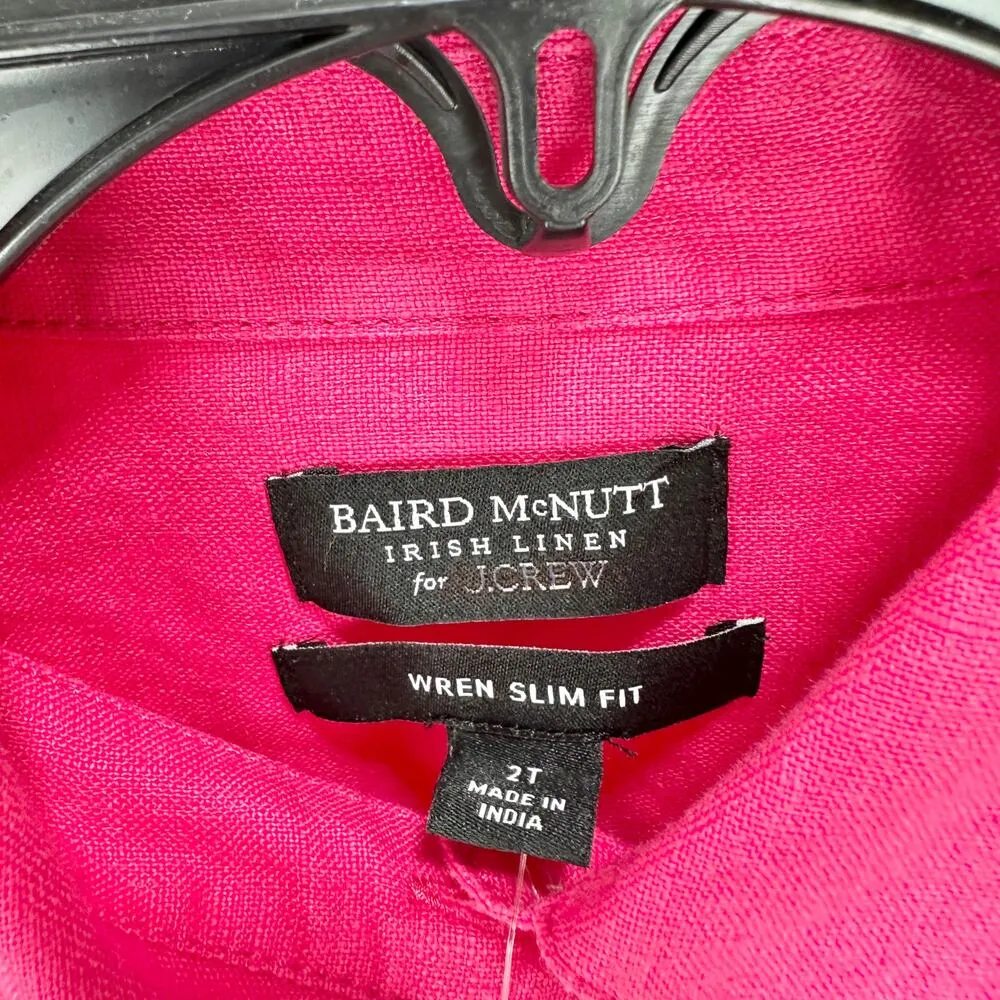 BAIRD McNUTT
IRISH LINEN
for J.CREW
WREN SLIM FIT
2T
MADE IN
INDIA